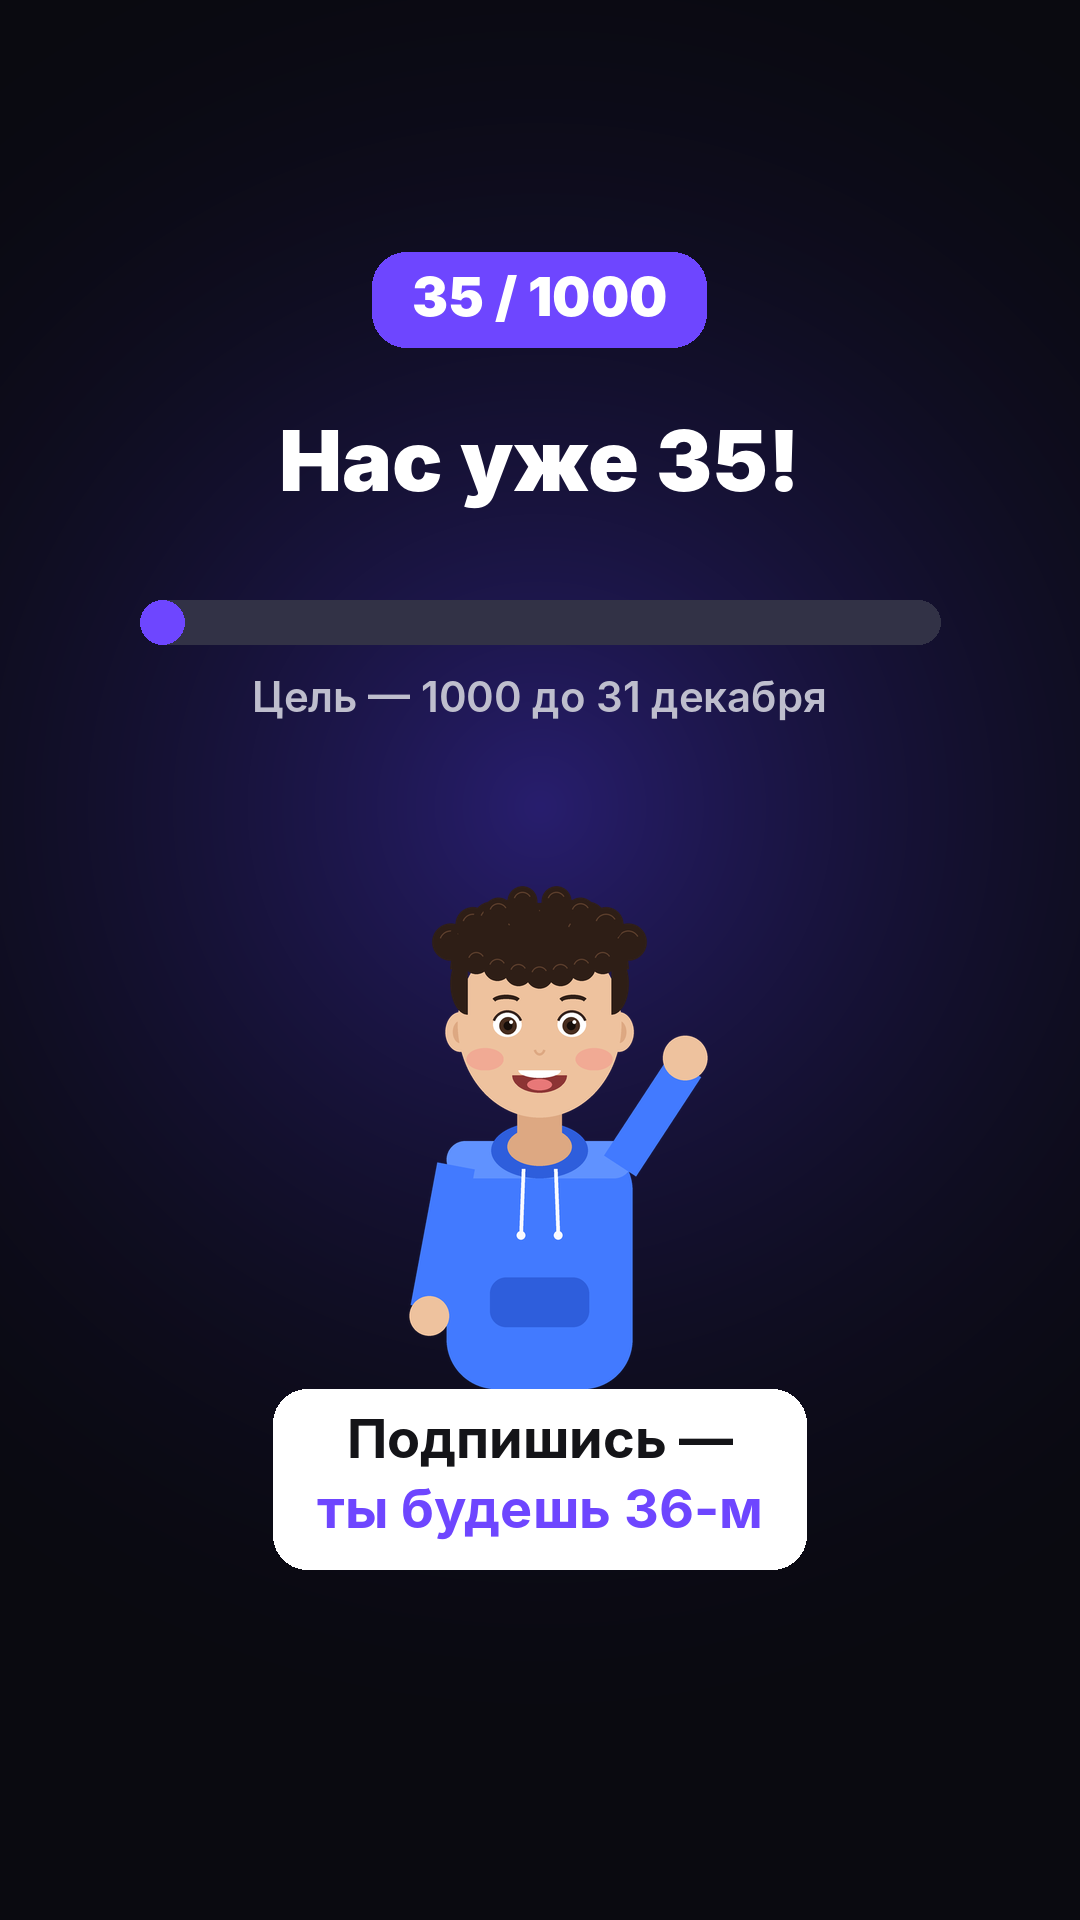 35 / 1000
Нас уже 35!
Цель — 1000 до 31 декабря
Подпишись —
ты будешь 36-м